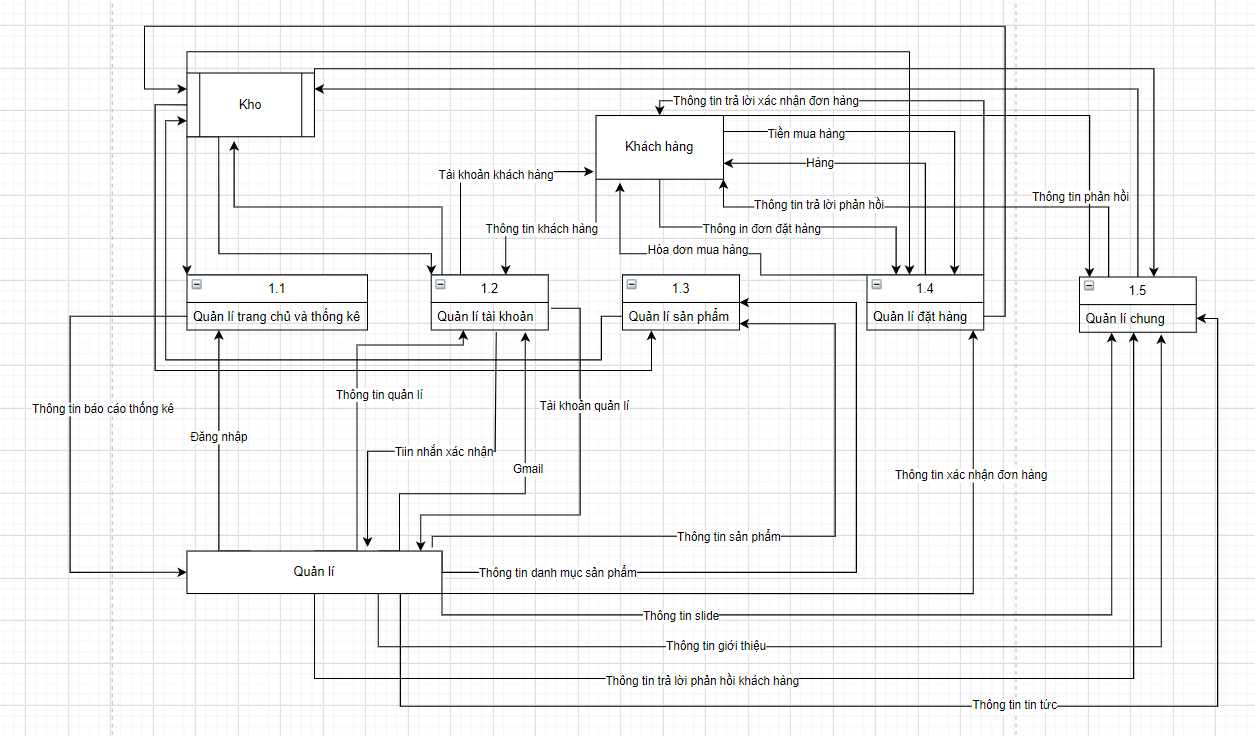 Kho
Thông tin trả lời xác nhận đơn hàng
Tiền mua hàng
Khách hàng
Hàng
Tài khoản khách hàng
Thông tin phản hồi
Thông tin trả lời phản hồi
Thông tin khách hàng
Thông in đơn đặt hàng
Hóa dơn mua hàng
1.1
Quản lí trang chủ và thống kê
1.2
Quản lí tài khoản
1.3
Quản lí sản phẩm
1.4
Quản lí đặt hàng
1.5
Quản lí chung
Thông tin quản lí
Tài khoản quản lí
Thông tin báo cáo thống kê
Đăng nhập
Tiin nhắn xác nhận
Gmail
Thông tin xác nhận đơn hàng
Thông tin sản phẩm
Quản lí
Thông tin danh mục sản phẩm
Thông tin slide
Thông tin giới thiệu
Thông tin trả lời phản hồi khách hàng
Thông tin tin tức